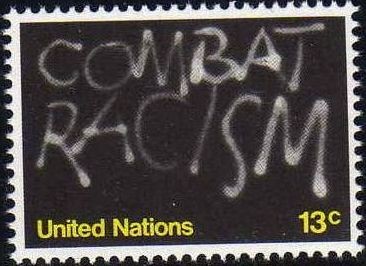 COMBAT
RACISM
United Nations 13c